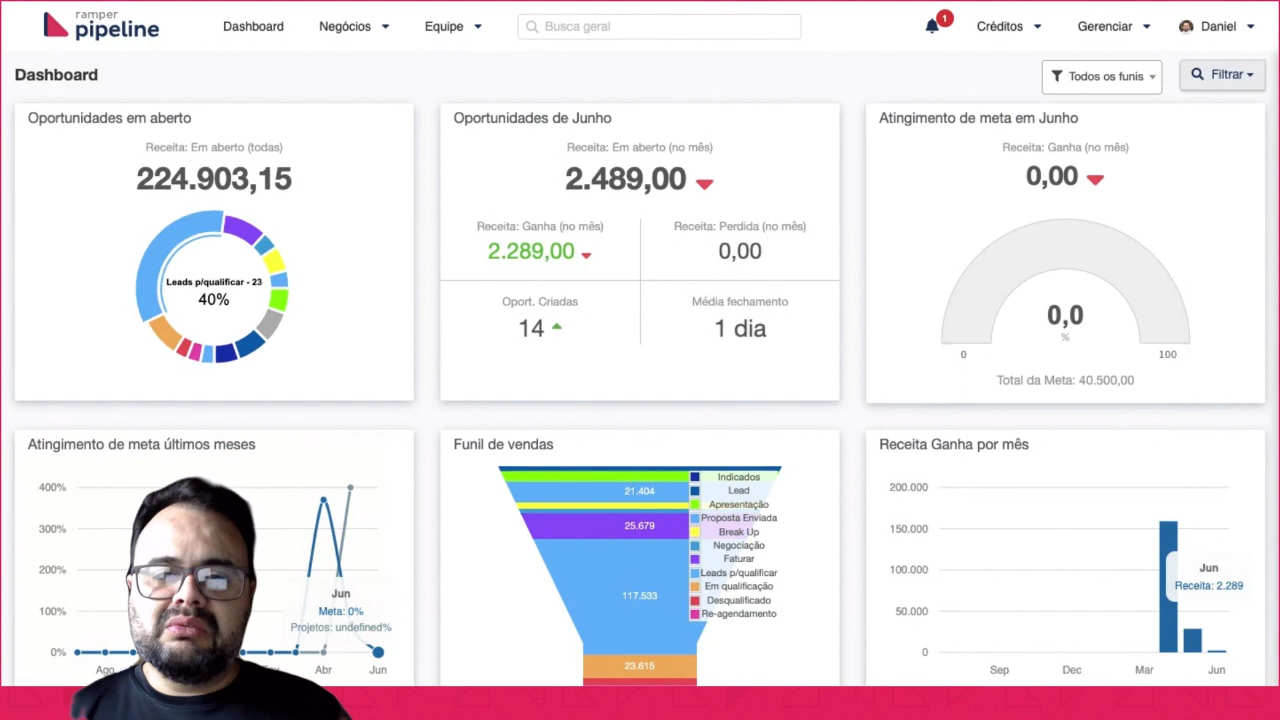 ramper
pipeline
Dashboard
Negócios
Equipe
Busca geral
1
Créditos
Gerenciar
Daniel
Dashboard
Todos os funis
Filtrar
Oportunidades em aberto
Receita: Em aberto (todas)
224.903,15
Leads p/qualificar - 23
40%
Oportunidades de Junho
Receita: Em aberto (no mês)
2.489,00
Receita: Ganha (no mês)
2.289,00
Receita: Perdida (no mês)
0,00
Oport. Criadas
14
Média fechamento
1 dia
Atingimento de meta em Junho
Receita: Ganha (no mês)
0,00
0,0
%
0
100
Total da Meta: 40.500,00
Atingimento de meta últimos meses
400%
300%
200%
100%
0%
Jun
Meta: 0%
Projetos: undefined%
Ago
Abr
Jun
Funil de vendas
21.404
25.679
117.533
23.615
Indicados
Lead
Apresentação
Proposta Enviada
Break Up
Negociação
Faturar
Leads p/qualificar
Em qualificação
Desqualificado
Re-agendamento
Receita Ganha por mês
200.000
150.000
100.000
50.000
0
Jun
Receita: 2.289
Sep
Dec
Mar
Jun